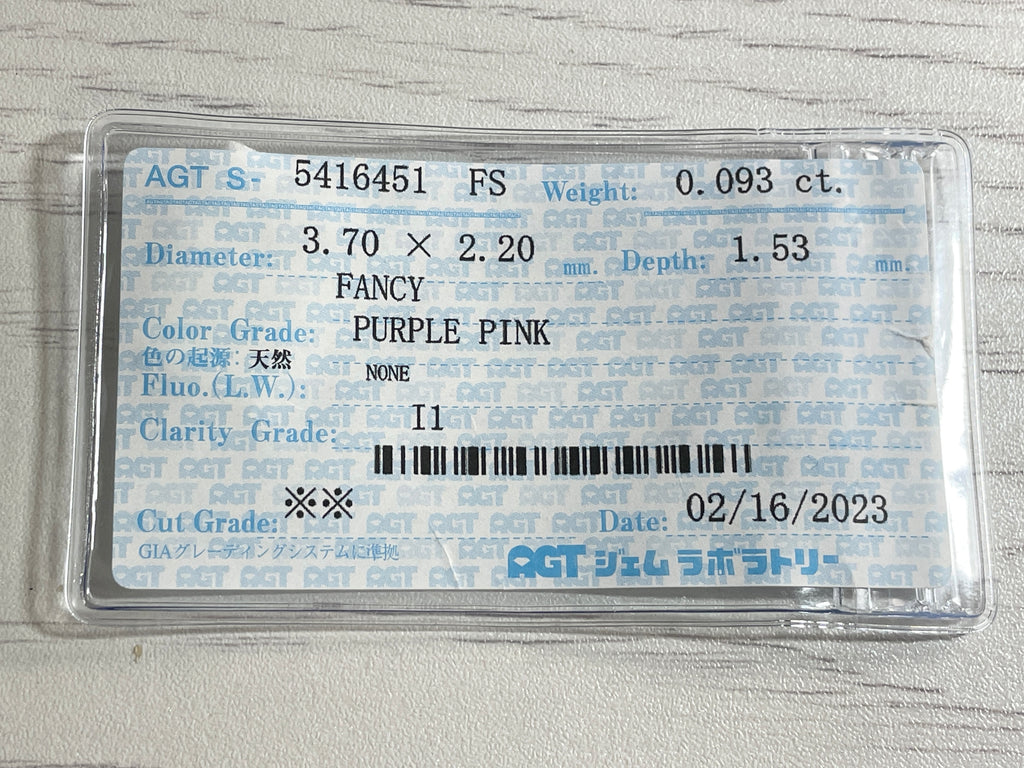 AGT S- 5416451 FS Weight: 0.093 ct.
Diameter: 3.70 × 2.20 mm. Depth: 1.53 mm.
FANCY
Color Grade: PURPLE PINK
色の起源: 天然
Fluo.(L.W.): NONE
Clarity Grade: I1
Cut Grade: ※※ Date: 02/16/2023
GIAグレーディングシステムに準拠 AGT ジェム ラボラトリー